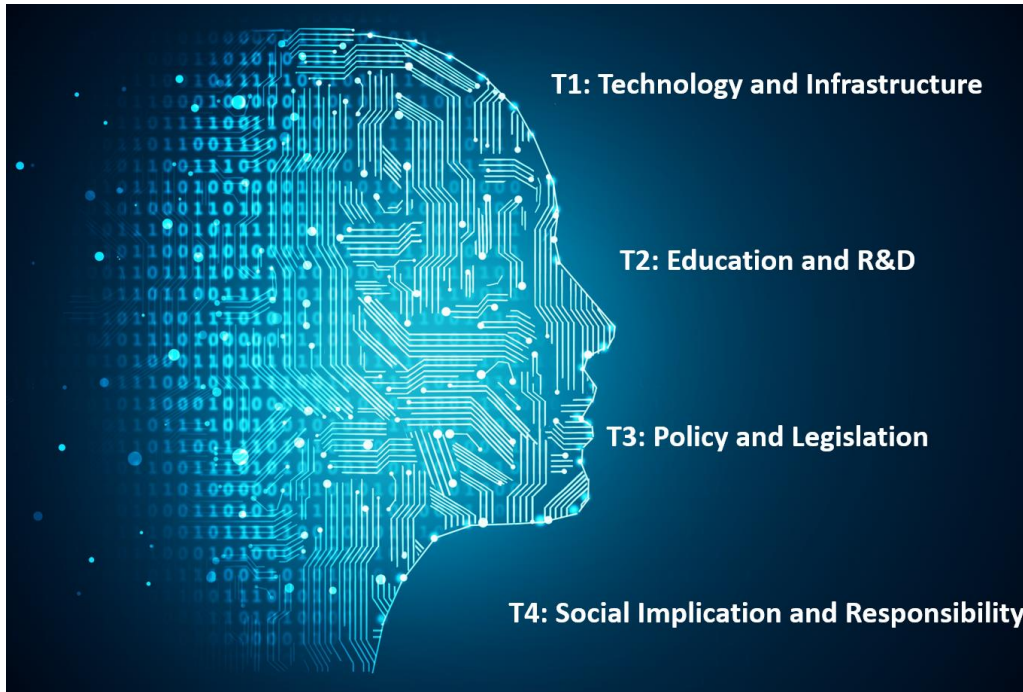 T1: Technology and Infrastructure
T2: Education and R&D
T3: Policy and Legislation
T4: Social Implication and Responsibility